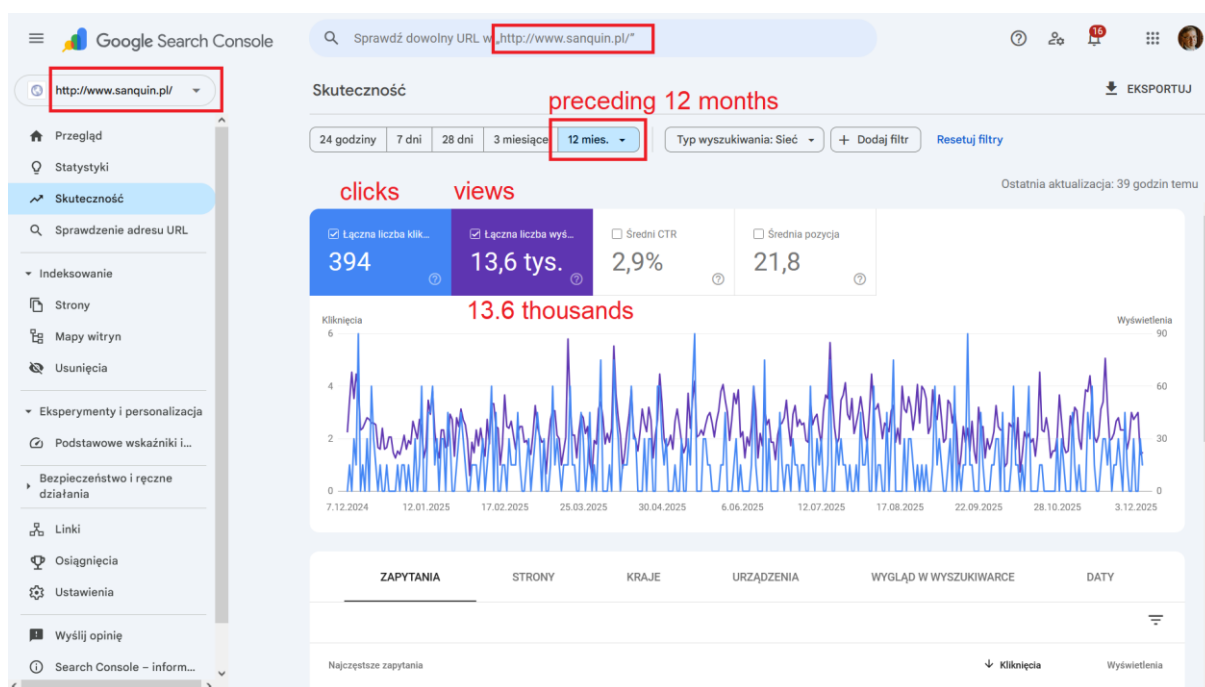 Google Search Console
Sprawdź dowolny URL w „http://www.sanquin.pl/”
16
http://www.sanquin.pl/
Przegląd
Statystyki
Skuteczność
Sprawdzenie adresu URL
Indeksowanie
Strony
Mapy witryn
Usunięcia
Eksperymenty i personalizacja
Podstawowe wskaźniki i...
Bezpieczeństwo i ręczne
działania
Linki
Osiągnięcia
Ustawienia
Wyślij opinię
Search Console – inform...
Skuteczność
EKSPORTUJ
preceding 12 months
24 godziny 7 dni 28 dni 3 miesiące 12 mies. Typ wyszukiwania: Sieć + Dodaj filtr Resetuj filtry
Ostatnia aktualizacja: 39 godzin temu
clicks views
Łączna liczba klik... Łączna liczba wyś... Średni CTR Średnia pozycja
394 13,6 tys. 2,9% 21,8
13.6 thousands
Kliknięcia Wyświetlenia
6 90
4 60
2 30
0 0
7.12.2024 12.01.2025 17.02.2025 25.03.2025 30.04.2025 6.06.2025 12.07.2025 17.08.2025 22.09.2025 28.10.2025 3.12.2025
ZAPYTANIA STRONY KRAJE URZĄDZENIA WYGLĄD W WYSZUKIWARCE DATY
Najczęstsze zapytania Kliknięcia Wyświetlenia